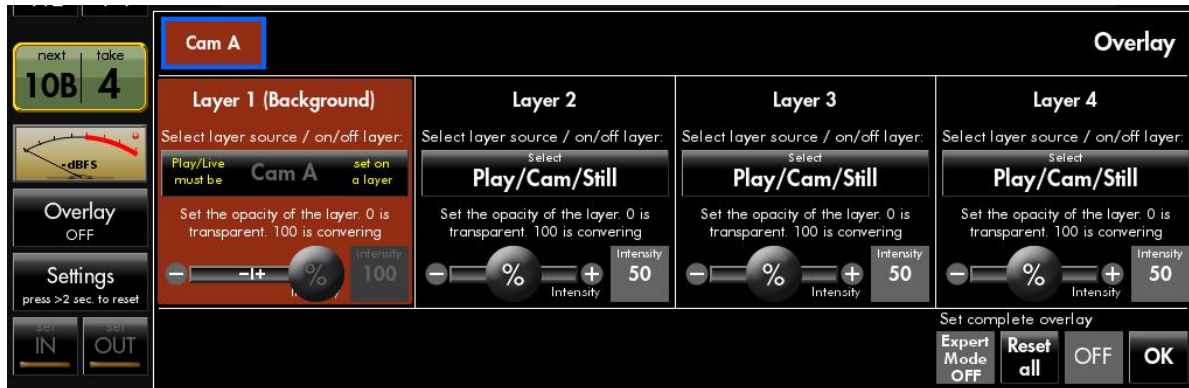 next take
10B 4
-dBFS
Overlay
OFF
Settings
press >2 sec. to reset
set set
IN OUT
Cam A
Overlay
Layer 1 (Background)
Select layer source / on/off layer:
Play/Live must be
Cam A
set on a layer
Set the opacity of the layer. 0 is
transparent. 100 is convering
-|+
%
Intensity
100
Layer 2
Select layer source / on/off layer:
Select
Play/Cam/Still
Set the opacity of the layer. 0 is
transparent. 100 is convering
− % +
Intensity
Intensity
50
Layer 3
Select layer source / on/off layer:
Select
Play/Cam/Still
Set the opacity of the layer. 0 is
transparent. 100 is convering
− % +
Intensity
Intensity
50
Layer 4
Select layer source / on/off layer:
Select
Play/Cam/Still
Set the opacity of the layer. 0 is
transparent. 100 is convering
− % +
Intensity
Intensity
50
Set complete overlay
Expert
Mode
OFF
Reset
all
OFF
OK